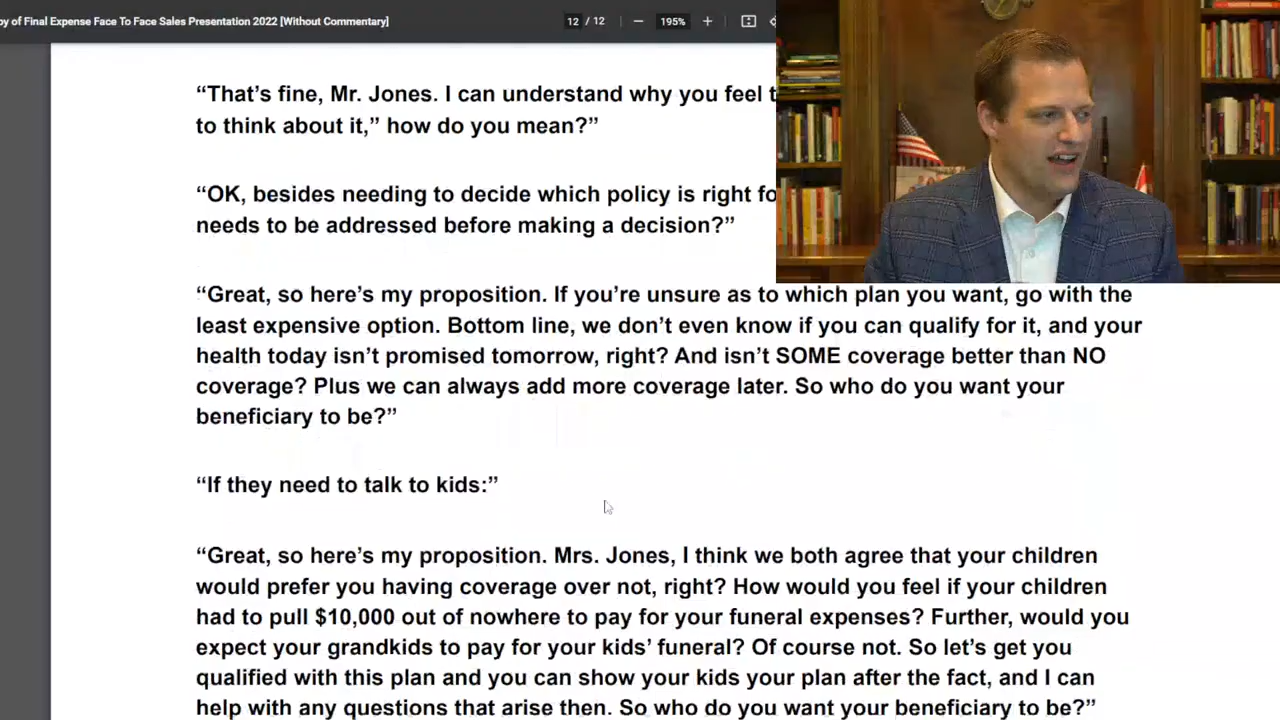 py of Final Expense Face To Face Sales Presentation 2022 [Without Commentary]
12 / 12
195%
“That’s fine, Mr. Jones. I can understand why you feel t
to think about it,” how do you mean?”
“OK, besides needing to decide which policy is right fo
needs to be addressed before making a decision?”
“Great, so here’s my proposition. If you’re unsure as to which plan you want, go with the
least expensive option. Bottom line, we don’t even know if you can qualify for it, and your
health today isn’t promised tomorrow, right? And isn’t SOME coverage better than NO
coverage? Plus we can always add more coverage later. So who do you want your
beneficiary to be?”
“If they need to talk to kids:”
“Great, so here’s my proposition. Mrs. Jones, I think we both agree that your children
would prefer you having coverage over not, right? How would you feel if your children
had to pull $10,000 out of nowhere to pay for your funeral expenses? Further, would you
expect your grandkids to pay for your kids’ funeral? Of course not. So let’s get you
qualified with this plan and you can show your kids your plan after the fact, and I can
help with any questions that arise then. So who do you want your beneficiary to be?”